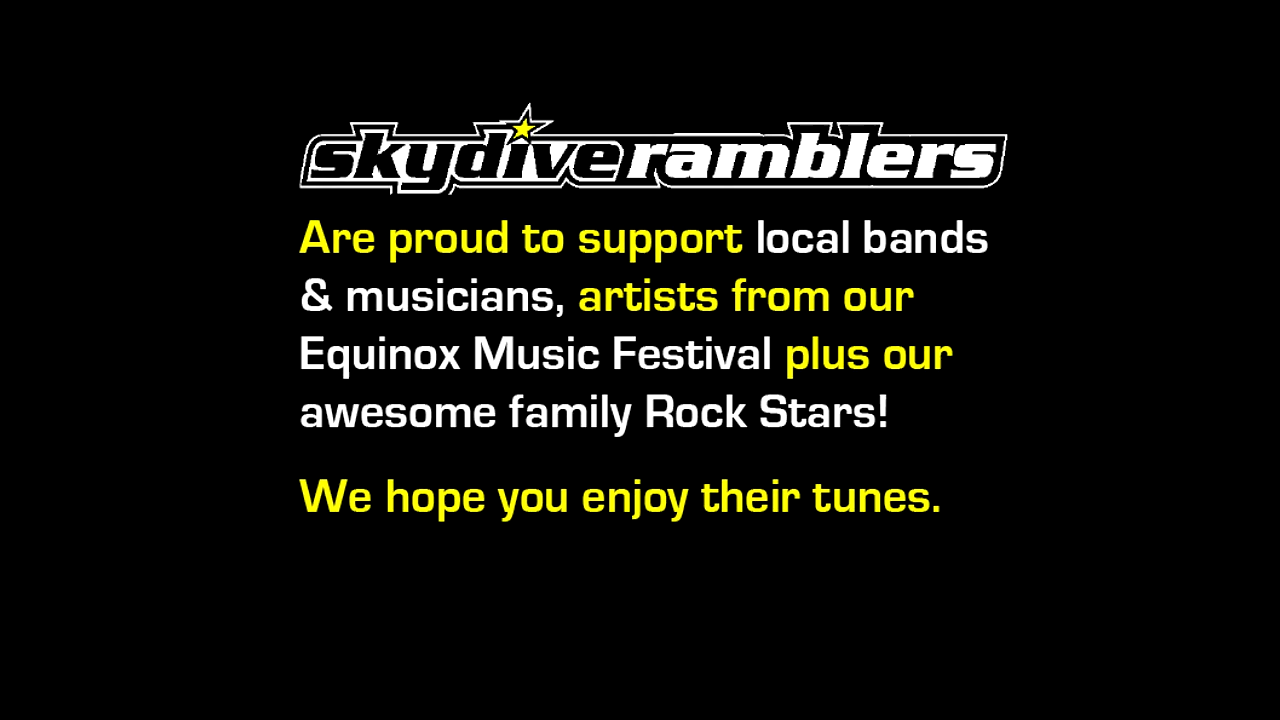 skydiveramblers
Are proud to support local bands
& musicians, artists from our
Equinox Music Festival plus our
awesome family Rock Stars!
We hope you enjoy their tunes.